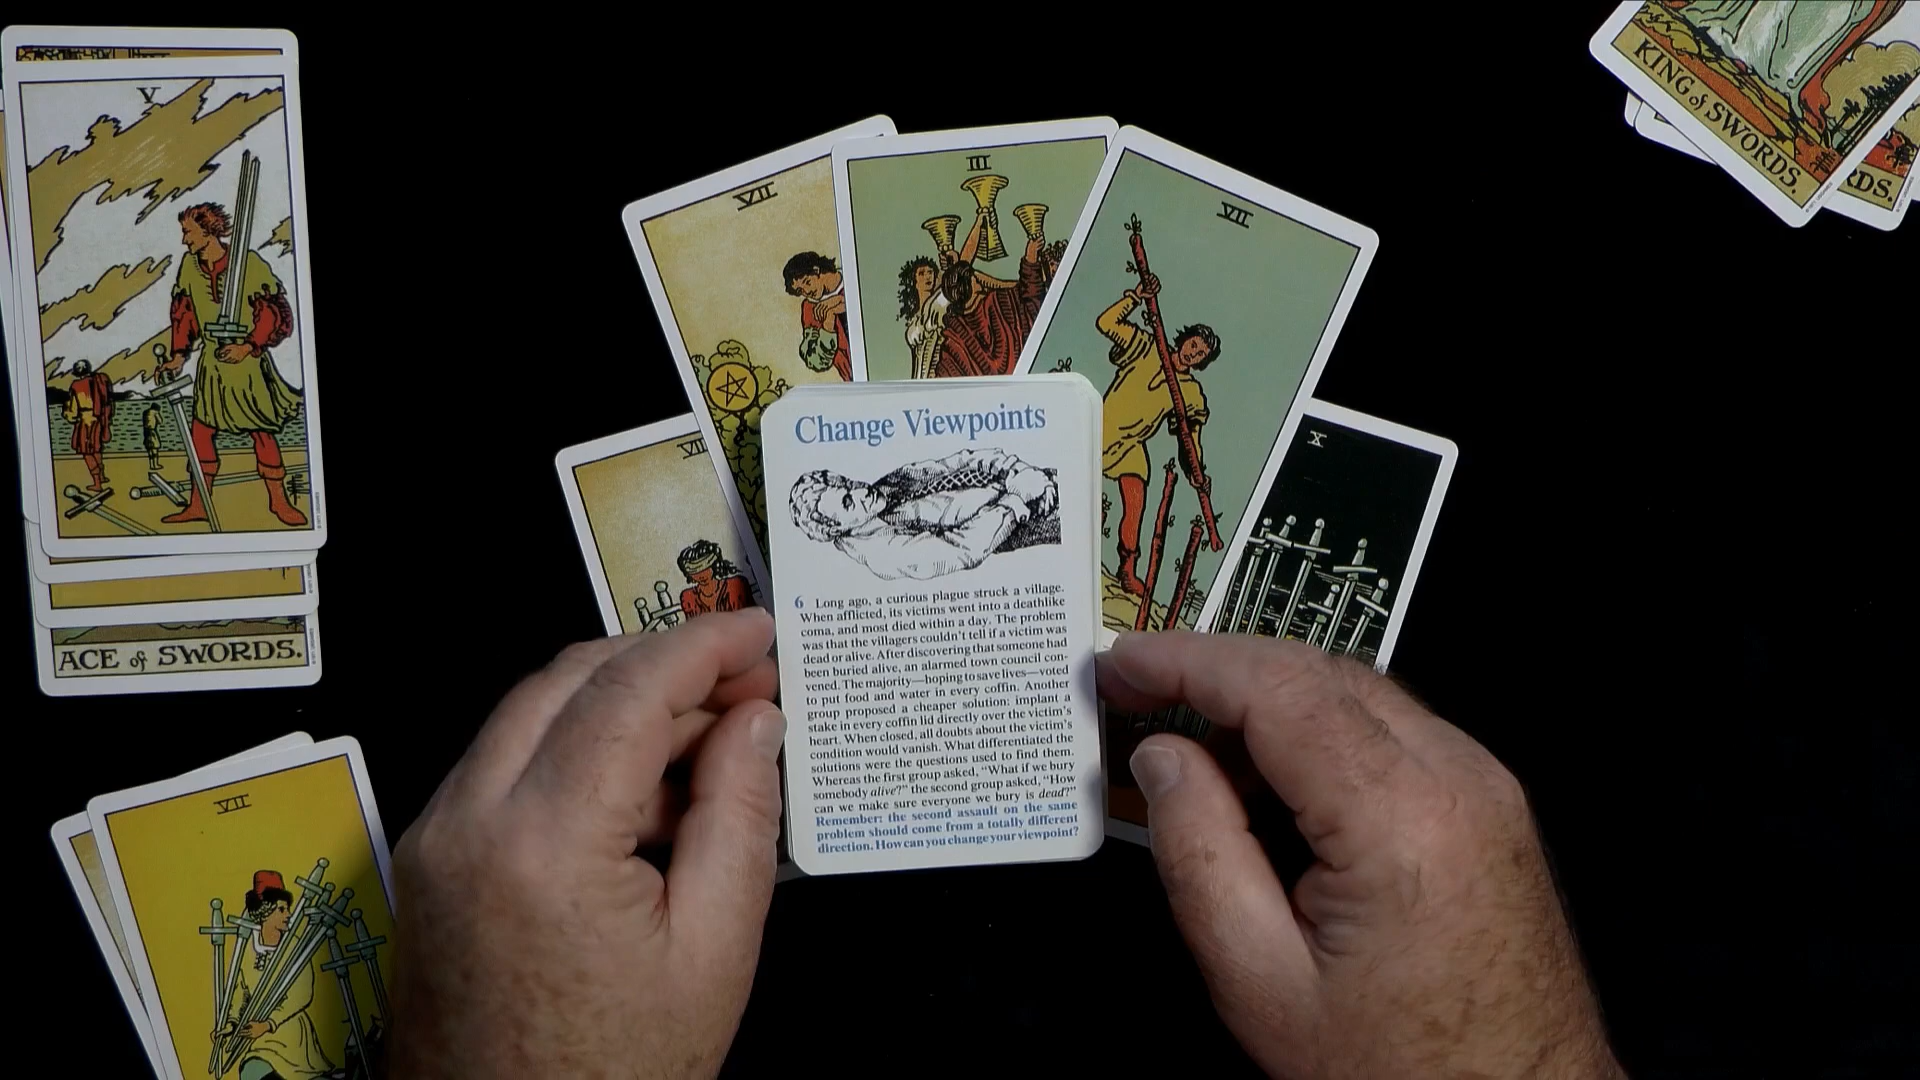 V
ACE of SWORDS.
VII
VII
VII
III
VII
X
KING of SWORDS.
RDS.
Change Viewpoints
6 Long ago, a curious plague struck a village.
When afflicted, its victims went into a deathlike
coma, and most died within a day. The problem
was that the villagers couldn't tell if a victim was
dead or alive. After discovering that someone had
been buried alive, an alarmed town council con-
vened. The majority—hoping to save lives—voted
to put food and water in every coffin. Another
group proposed a cheaper solution: implant a
stake in every coffin lid directly over the victim's
heart. When closed, all doubts about the victim's
condition would vanish. What differentiated the
solutions were the questions used to find them.
Whereas the first group asked, "What if we bury
somebody alive?" the second group asked, "How
can we make sure everyone we bury is dead?"
Remember: the second assault on the same
problem should come from a totally different
direction. How can you change your viewpoint?